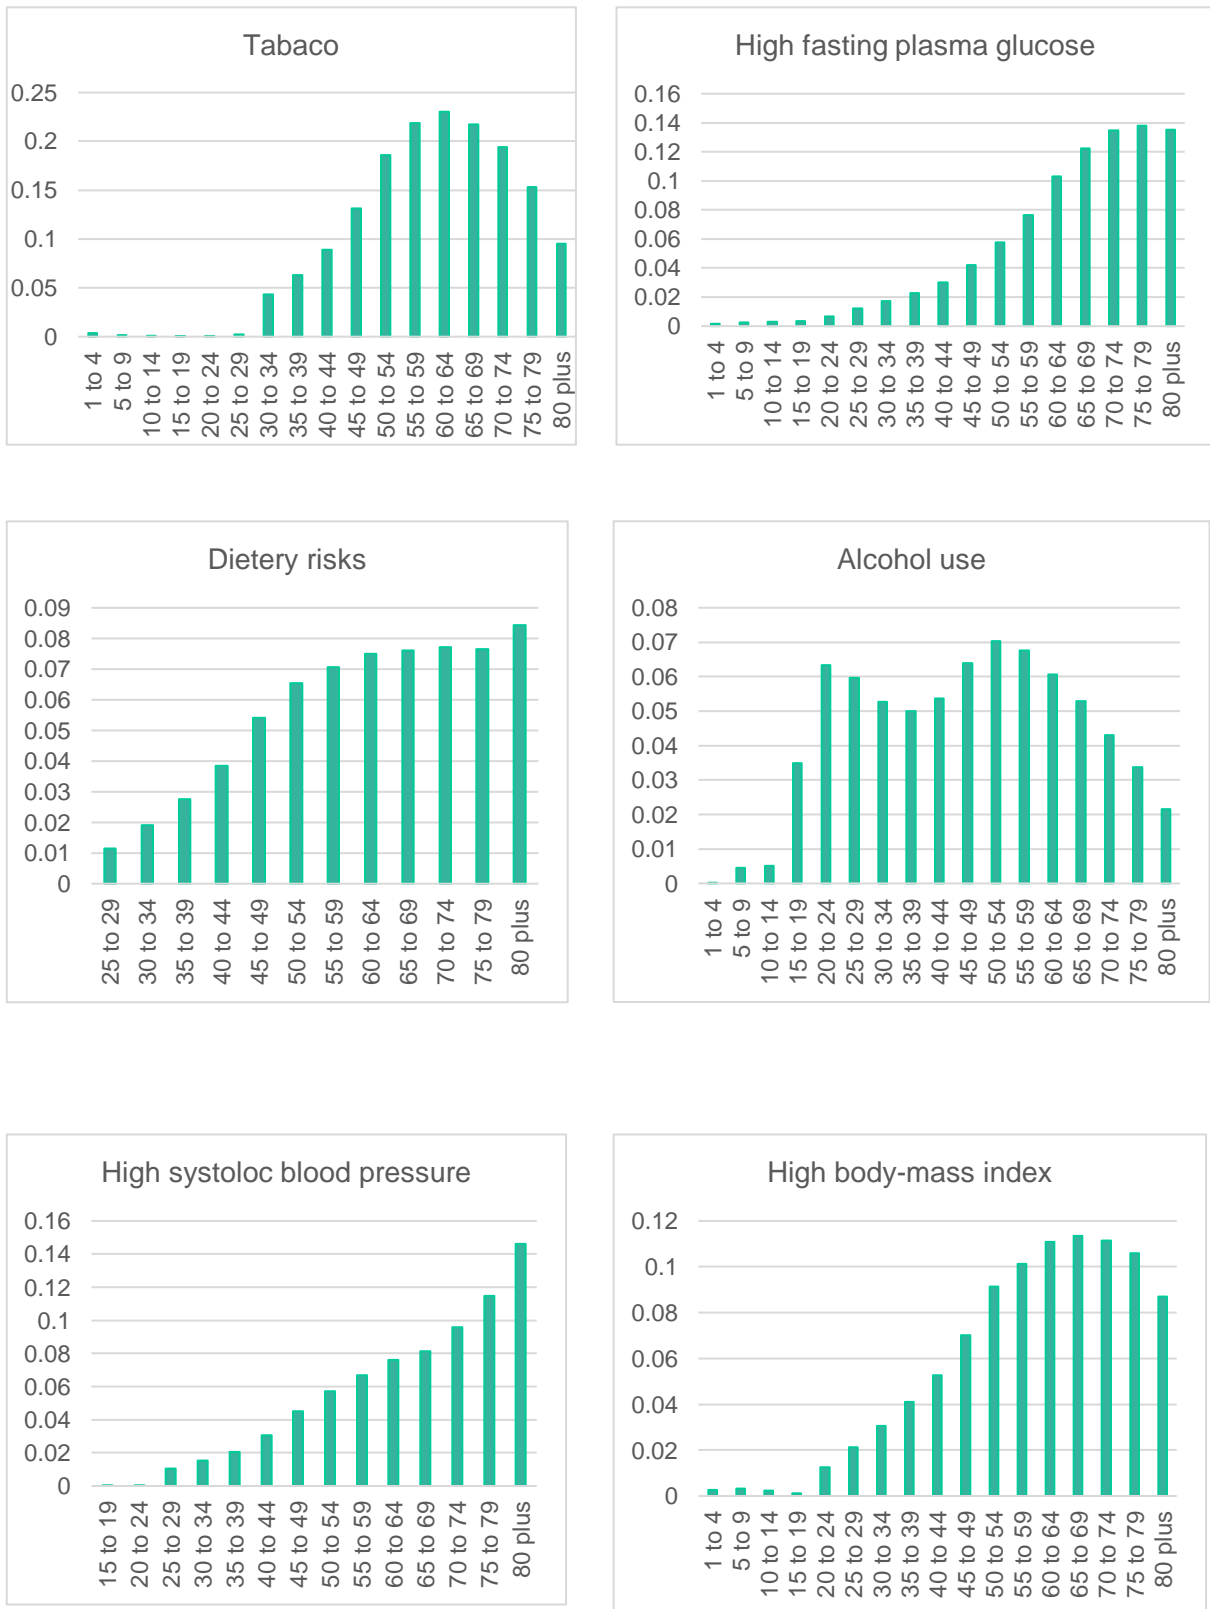 Tabaco
0.25
0.2
0.15
0.1
0.05
0
1 to 4
5 to 9
10 to 14
15 to 19
20 to 24
25 to 29
30 to 34
35 to 39
40 to 44
45 to 49
50 to 54
55 to 59
60 to 64
65 to 69
70 to 74
75 to 79
80 plus
High fasting plasma glucose
0.16
0.14
0.12
0.1
0.08
0.06
0.04
0.02
0
1 to 4
5 to 9
10 to 14
15 to 19
20 to 24
25 to 29
30 to 34
35 to 39
40 to 44
45 to 49
50 to 54
55 to 59
60 to 64
65 to 69
70 to 74
75 to 79
80 plus
Dietery risks
0.09
0.08
0.07
0.06
0.05
0.04
0.03
0.02
0.01
0
25 to 29
30 to 34
35 to 39
40 to 44
45 to 49
50 to 54
55 to 59
60 to 64
65 to 69
70 to 74
75 to 79
80 plus
Alcohol use
0.08
0.07
0.06
0.05
0.04
0.03
0.02
0.01
0
1 to 4
5 to 9
10 to 14
15 to 19
20 to 24
25 to 29
30 to 34
35 to 39
40 to 44
45 to 49
50 to 54
55 to 59
60 to 64
65 to 69
70 to 74
75 to 79
80 plus
High systoloc blood pressure
0.16
0.14
0.12
0.1
0.08
0.06
0.04
0.02
0
15 to 19
20 to 24
25 to 29
30 to 34
35 to 39
40 to 44
45 to 49
50 to 54
55 to 59
60 to 64
65 to 69
70 to 74
75 to 79
80 plus
High body-mass index
0.12
0.1
0.08
0.06
0.04
0.02
0
1 to 4
5 to 9
10 to 14
15 to 19
20 to 24
25 to 29
30 to 34
35 to 39
40 to 44
45 to 49
50 to 54
55 to 59
60 to 64
65 to 69
70 to 74
75 to 79
80 plus